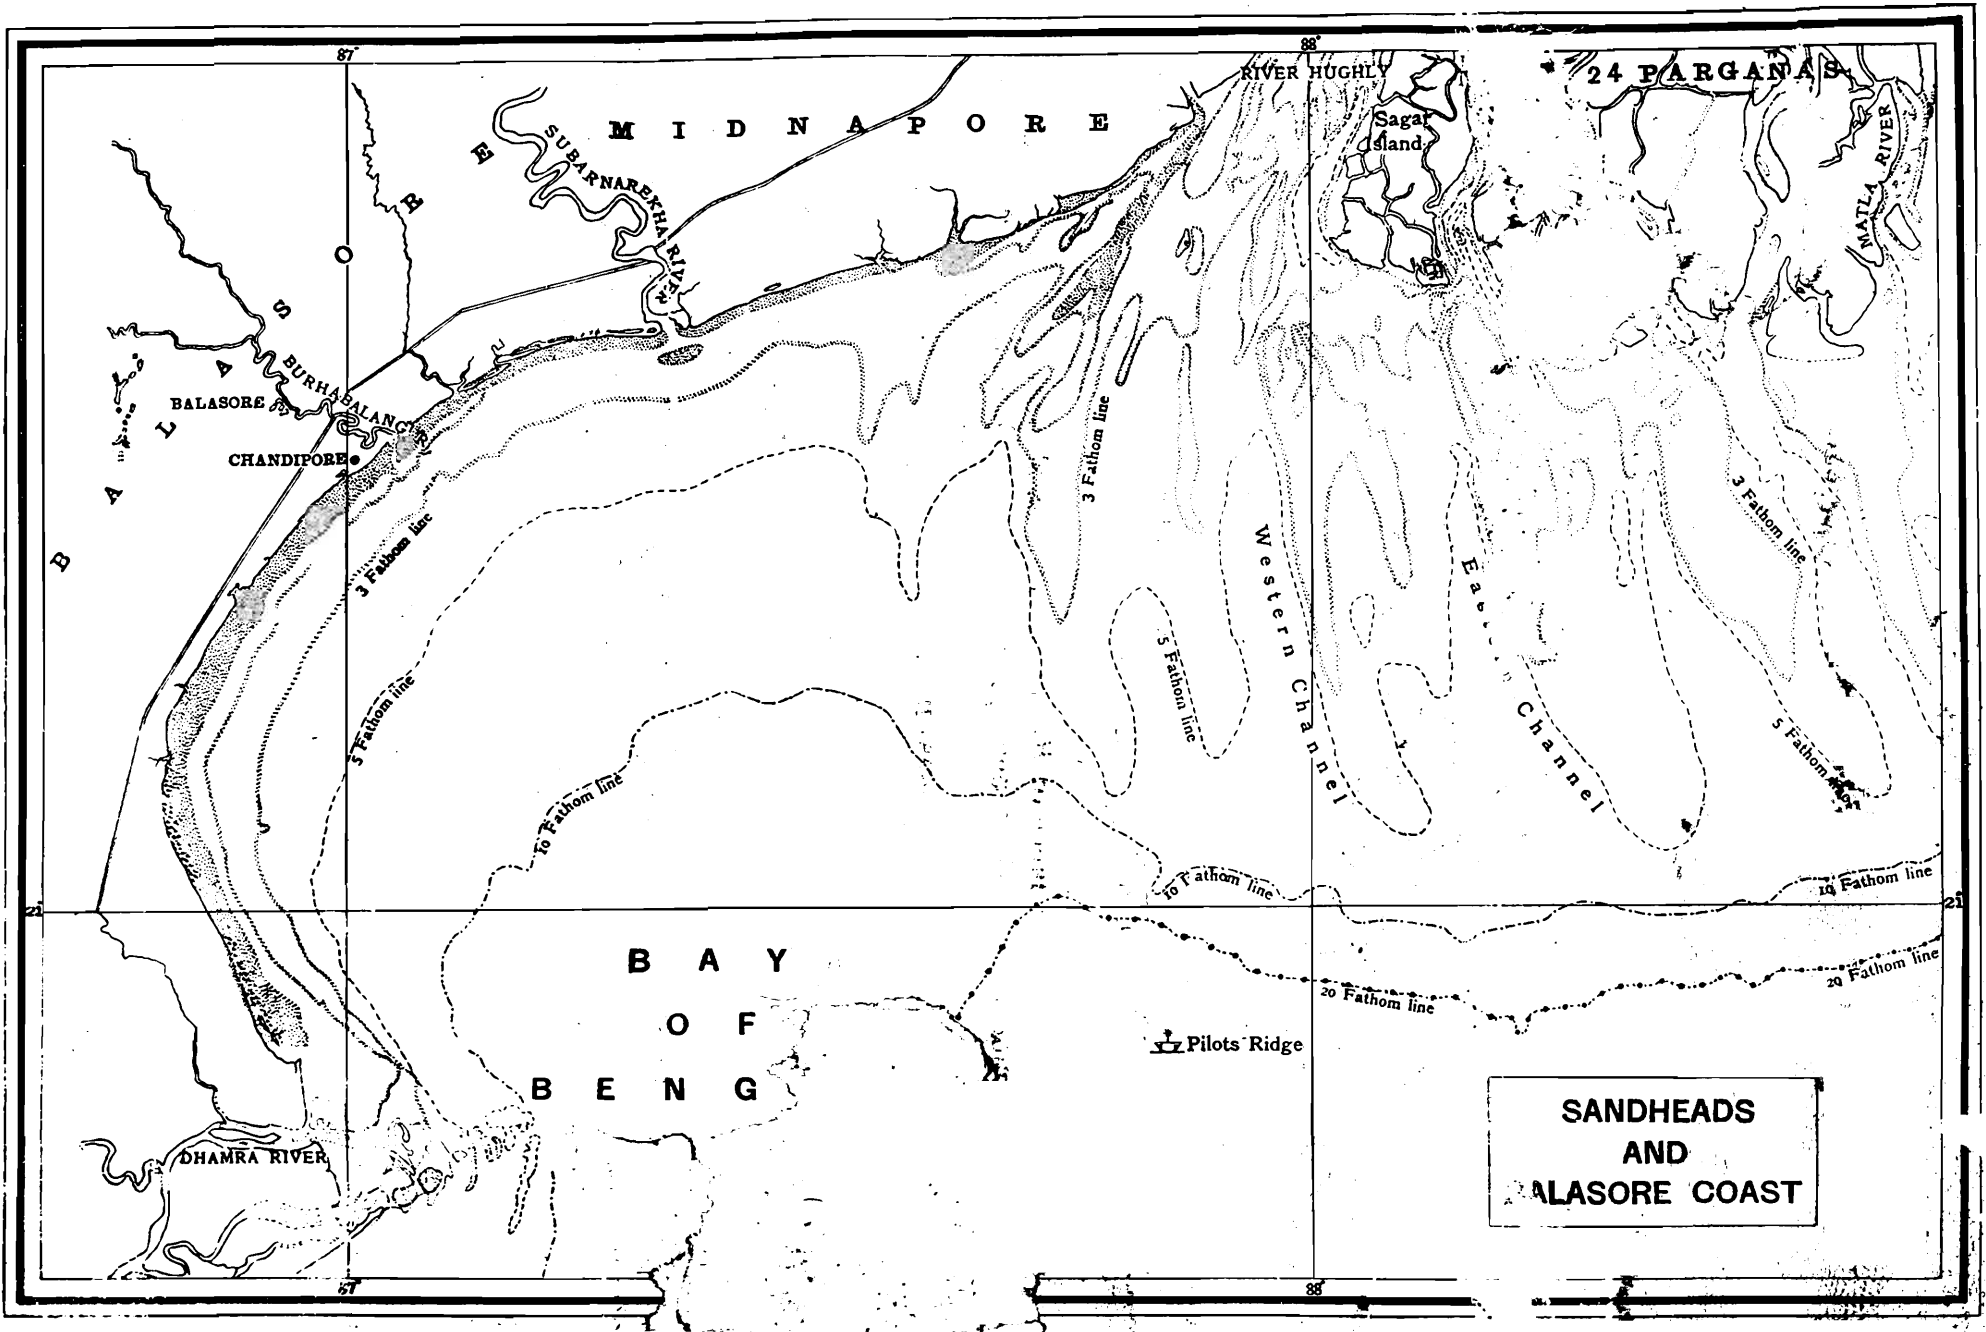 87°
88°
RIVER HUGHLY
24 PARGANAS
MIDNAPORE
SUBARNAREKHA RIVER
Sagar
Island
MATLA RIVER
BALASORE
BURHABALANG R.
BALASORE
CHANDIPORE
3 Fathom line
3 Fathom line
3 Fathom line
Western Channel
Channel
5 Fathom line
5 Fathom line
5 Fathom
10 Fathom line
10 Fathom line
10 Fathom line
21°
21°
BAY
OF
BENG
20 Fathom line
20 Fathom line
Pilots Ridge
DHAMRA RIVER
SANDHEADS
AND
ALASORE COAST
87°
88°